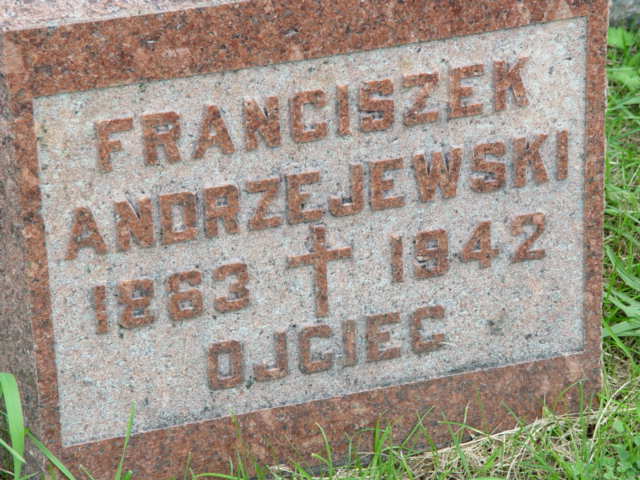 FRANCISZEK
ANDRZEJEWSKI
1863 1942
OJCIEC